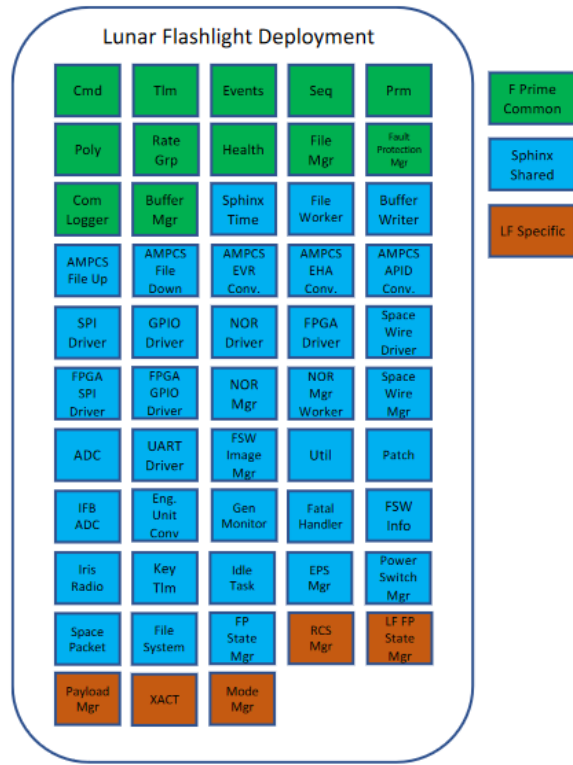 Lunar Flashlight Deployment
Cmd
Tlm
Events
Seq
Prm
F Prime
Common
Poly
Rate
Grp
Health
File
Mgr
Fault
Protection
Mgr
Sphinx
Shared
Com
Logger
Buffer
Mgr
Sphinx
Time
File
Worker
Buffer
Writer
LF Specific
AMPCS
File Up
AMPCS
File
Down
AMPCS
EVR
Conv.
AMPCS
EHA
Conv.
AMPCS
APID
Conv.
SPI
Driver
GPIO
Driver
NOR
Driver
FPGA
Driver
Space
Wire
Driver
FPGA
SPI
Driver
FPGA
GPIO
Driver
NOR
Mgr
NOR
Mgr
Worker
Space
Wire
Mgr
ADC
UART
Driver
FSW
Image
Mgr
Util
Patch
IFB
ADC
Eng.
Unit
Conv
Gen
Monitor
Fatal
Handler
FSW
Info
Iris
Radio
Key
Tlm
Idle
Task
EPS
Mgr
Power
Switch
Mgr
Space
Packet
File
System
FP
State
Mgr
RCS
Mgr
LF FP
State
Mgr
Payload
Mgr
XACT
Mode
Mgr